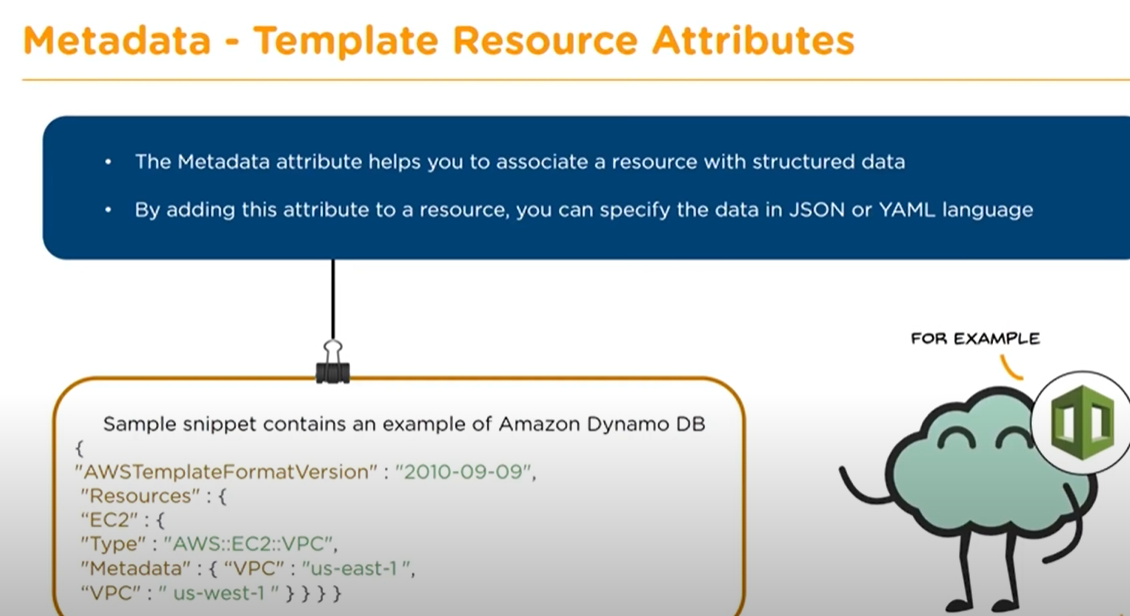 Metadata - Template Resource Attributes
• The Metadata attribute helps you to associate a resource with structured data
• By adding this attribute to a resource, you can specify the data in JSON or YAML language
FOR EXAMPLE
Sample snippet contains an example of Amazon Dynamo DB
{
"AWSTemplateFormatVersion" : "2010-09-09",
"Resources" : {
“EC2” : {
"Type" : "AWS::EC2::VPC",
"Metadata" : { “VPC” : "us-east-1 ”,
“VPC” : ” us-west-1 ” } } } }